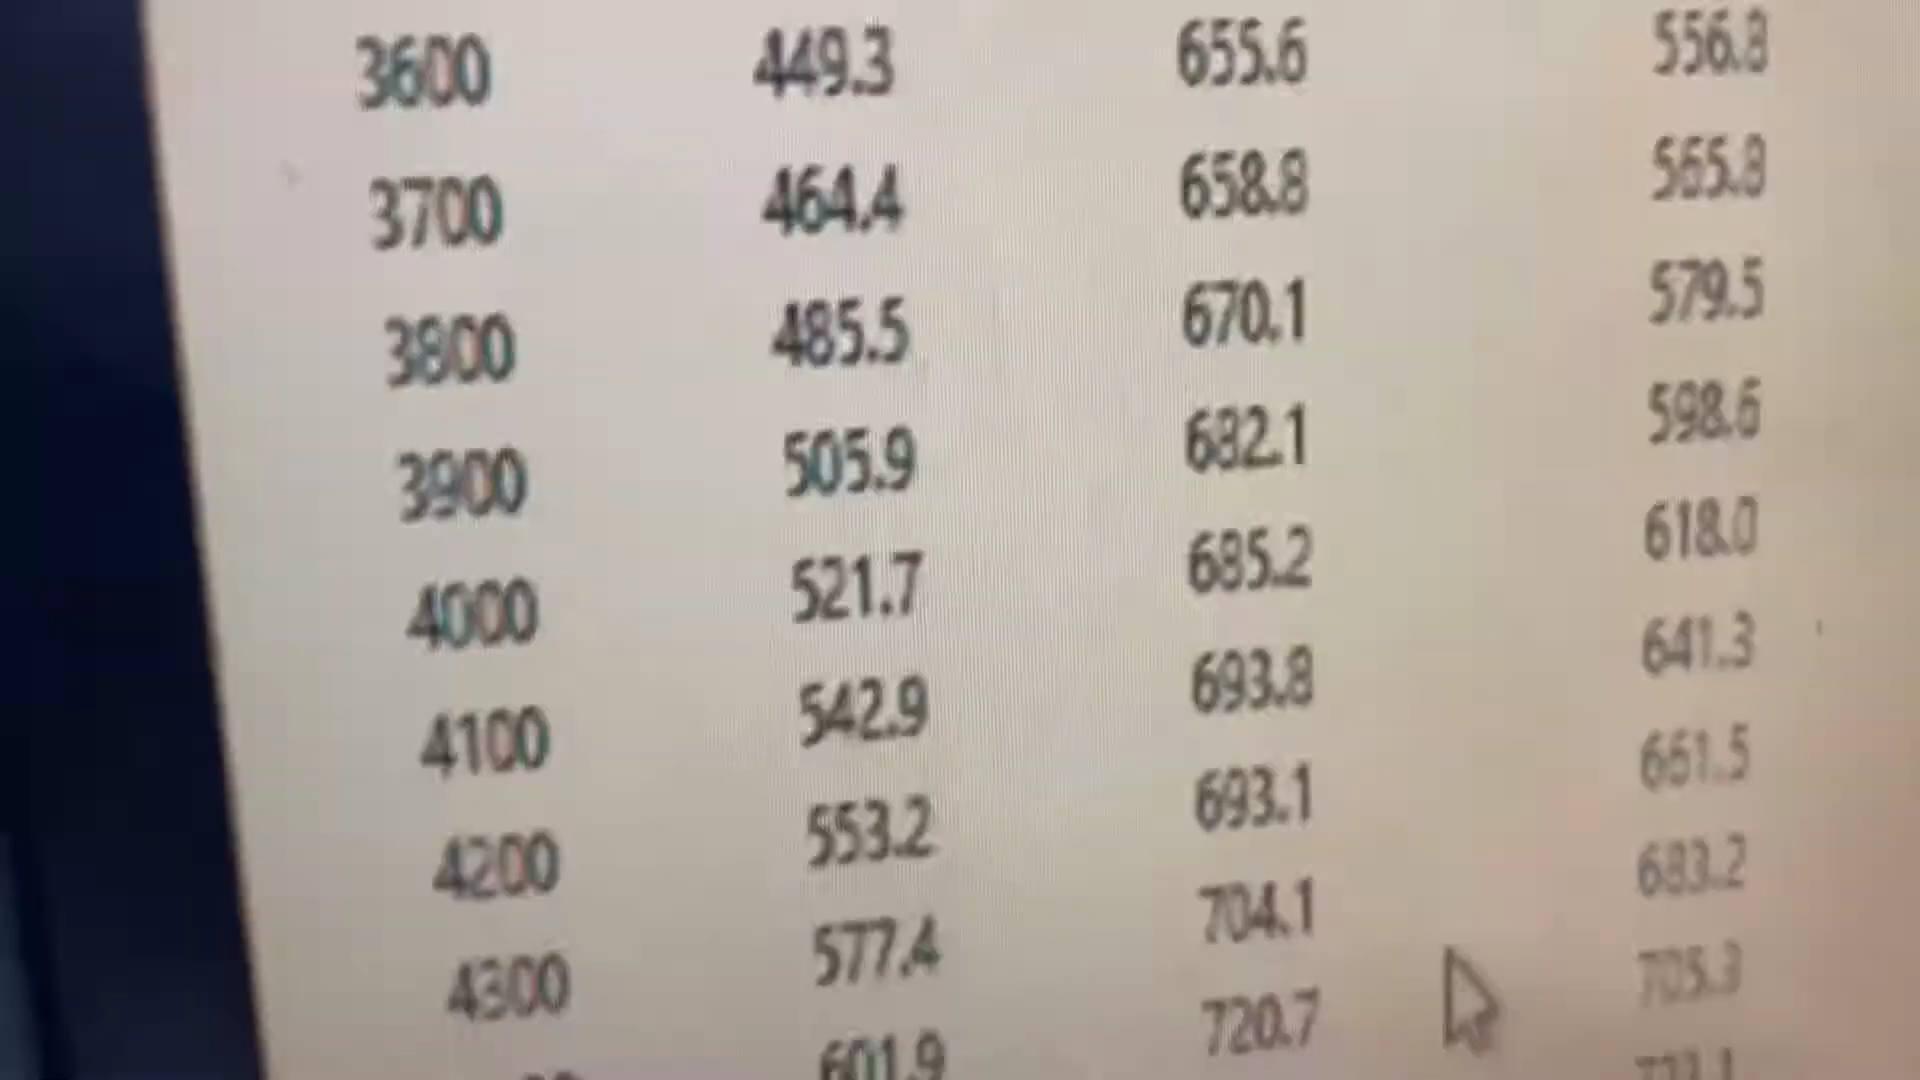 3600 449.3 655.6 556.8
3700 464.4 658.8 565.8
3800 485.5 670.1 579.5
3900 505.9 682.1 598.6
4000 521.7 685.2 618.0
4100 542.9 693.8 641.3
4200 553.2 693.1 661.5
4300 577.4 704.1 683.2
601.9 720.7 705.3